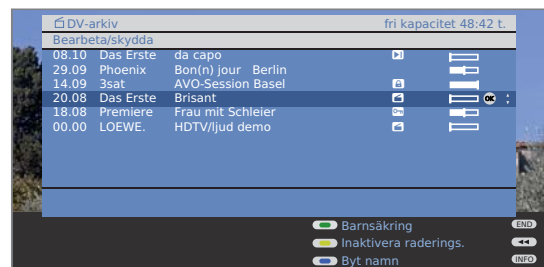 DV-arkiv fri kapacitet 48:42 t.
Bearbeta/skydda
08.10 Das Erste da capo
29.09 Phoenix Bon(n) jour Berlin
14.09 3sat AVO-Session Basel
20.08 Das Erste Brisant OK
18.08 Premiere Frau mit Schleier
00.00 LOEWE. HDTV/ljud demo
Barnsäkring END
Inaktivera raderings.
Byt namn INFO